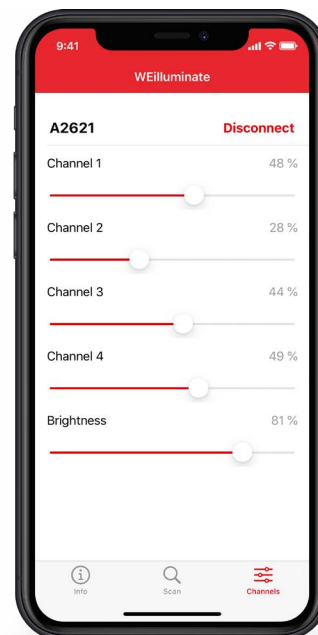 9:41
WEilluminate
A2621 Disconnect
Channel 1 48 %
Channel 2 28 %
Channel 3 44 %
Channel 4 49 %
Brightness 81 %
Info Scan Channels